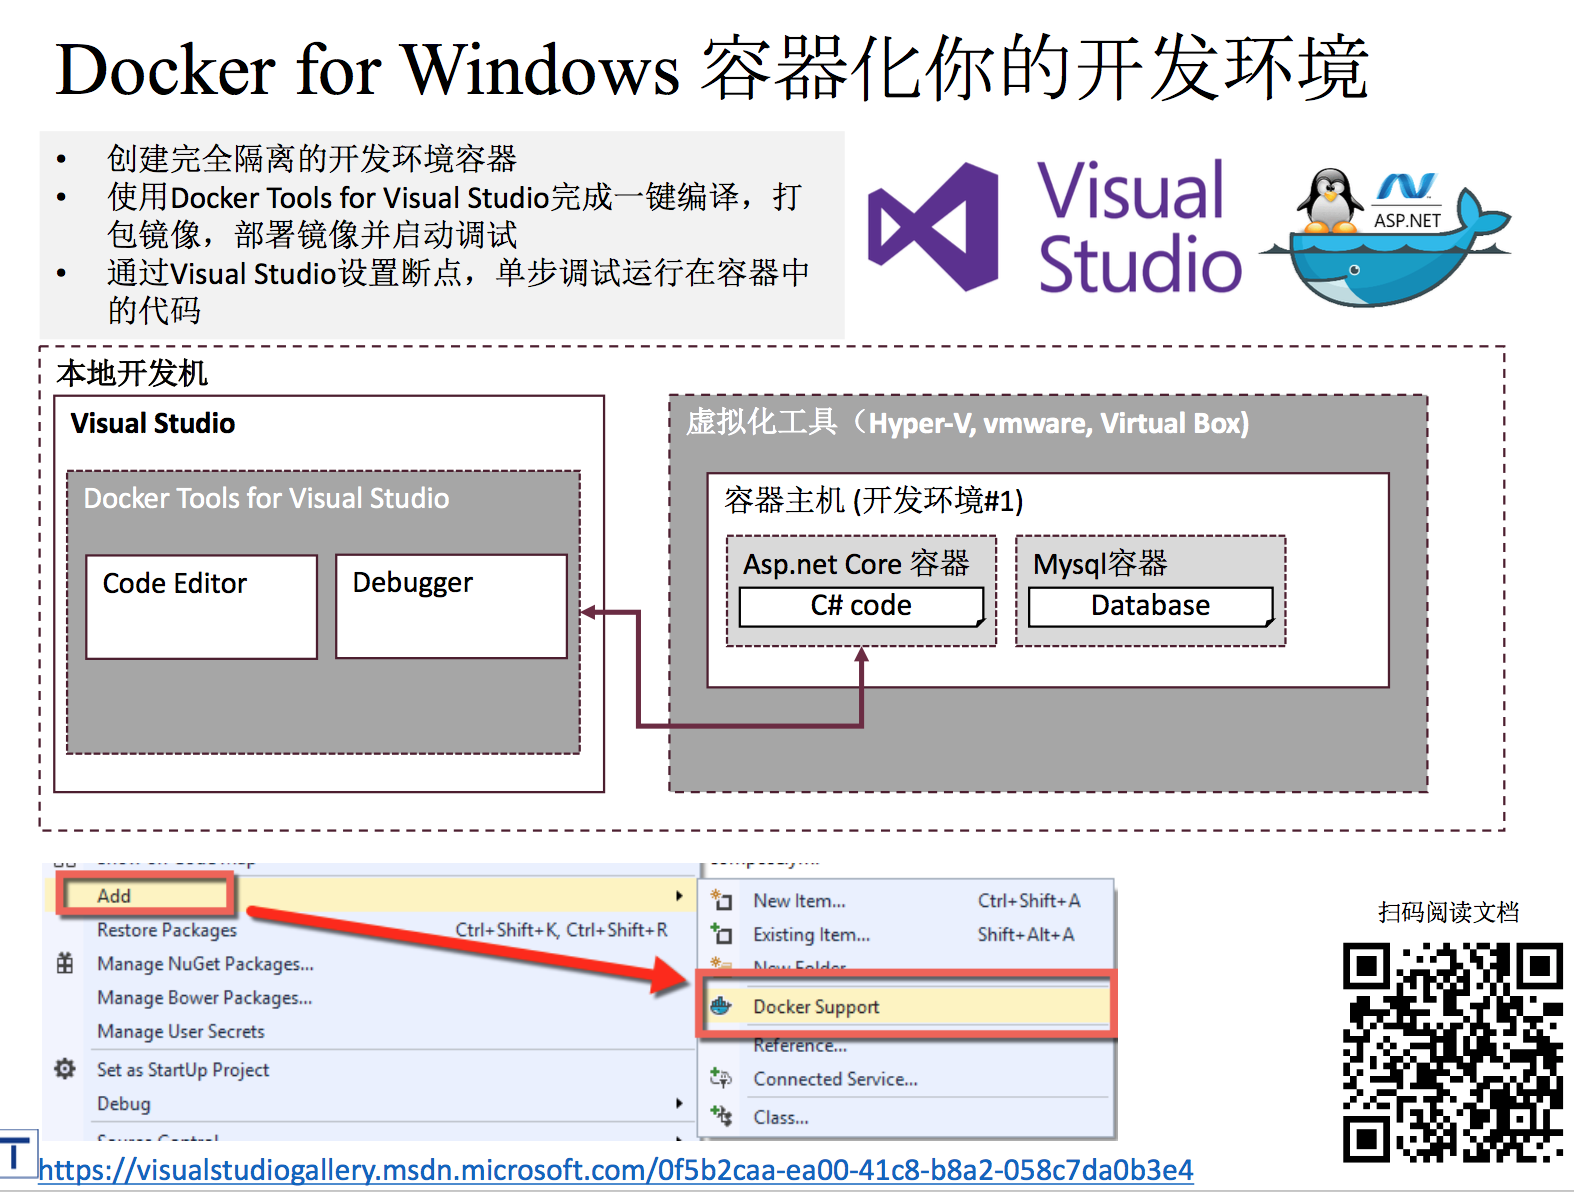 Docker for Windows 容器化你的开发环境
• 创建完全隔离的开发环境容器
• 使用Docker Tools for Visual Studio完成一键编译，打
包镜像，部署镜像并启动调试
• 通过Visual Studio设置断点，单步调试运行在容器中
的代码
Visual
Studio
ASP.NET
本地开发机
Visual Studio
Docker Tools for Visual Studio
Code Editor
Debugger
虚拟化工具（Hyper-V, vmware, Virtual Box)
容器主机 (开发环境#1)
Asp.net Core 容器
C# code
Mysql容器
Database
Add
Restore Packages Ctrl+Shift+K, Ctrl+Shift+R
Manage NuGet Packages...
Manage Bower Packages...
Manage User Secrets
Set as StartUp Project
Debug
Source Control
New Item... Ctrl+Shift+A
Existing Item... Shift+Alt+A
New Folder
Docker Support
Reference...
Connected Service...
Class...
扫码阅读文档
T
https://visualstudiogallery.msdn.microsoft.com/0f5b2caa-ea00-41c8-b8a2-058c7da0b3e4